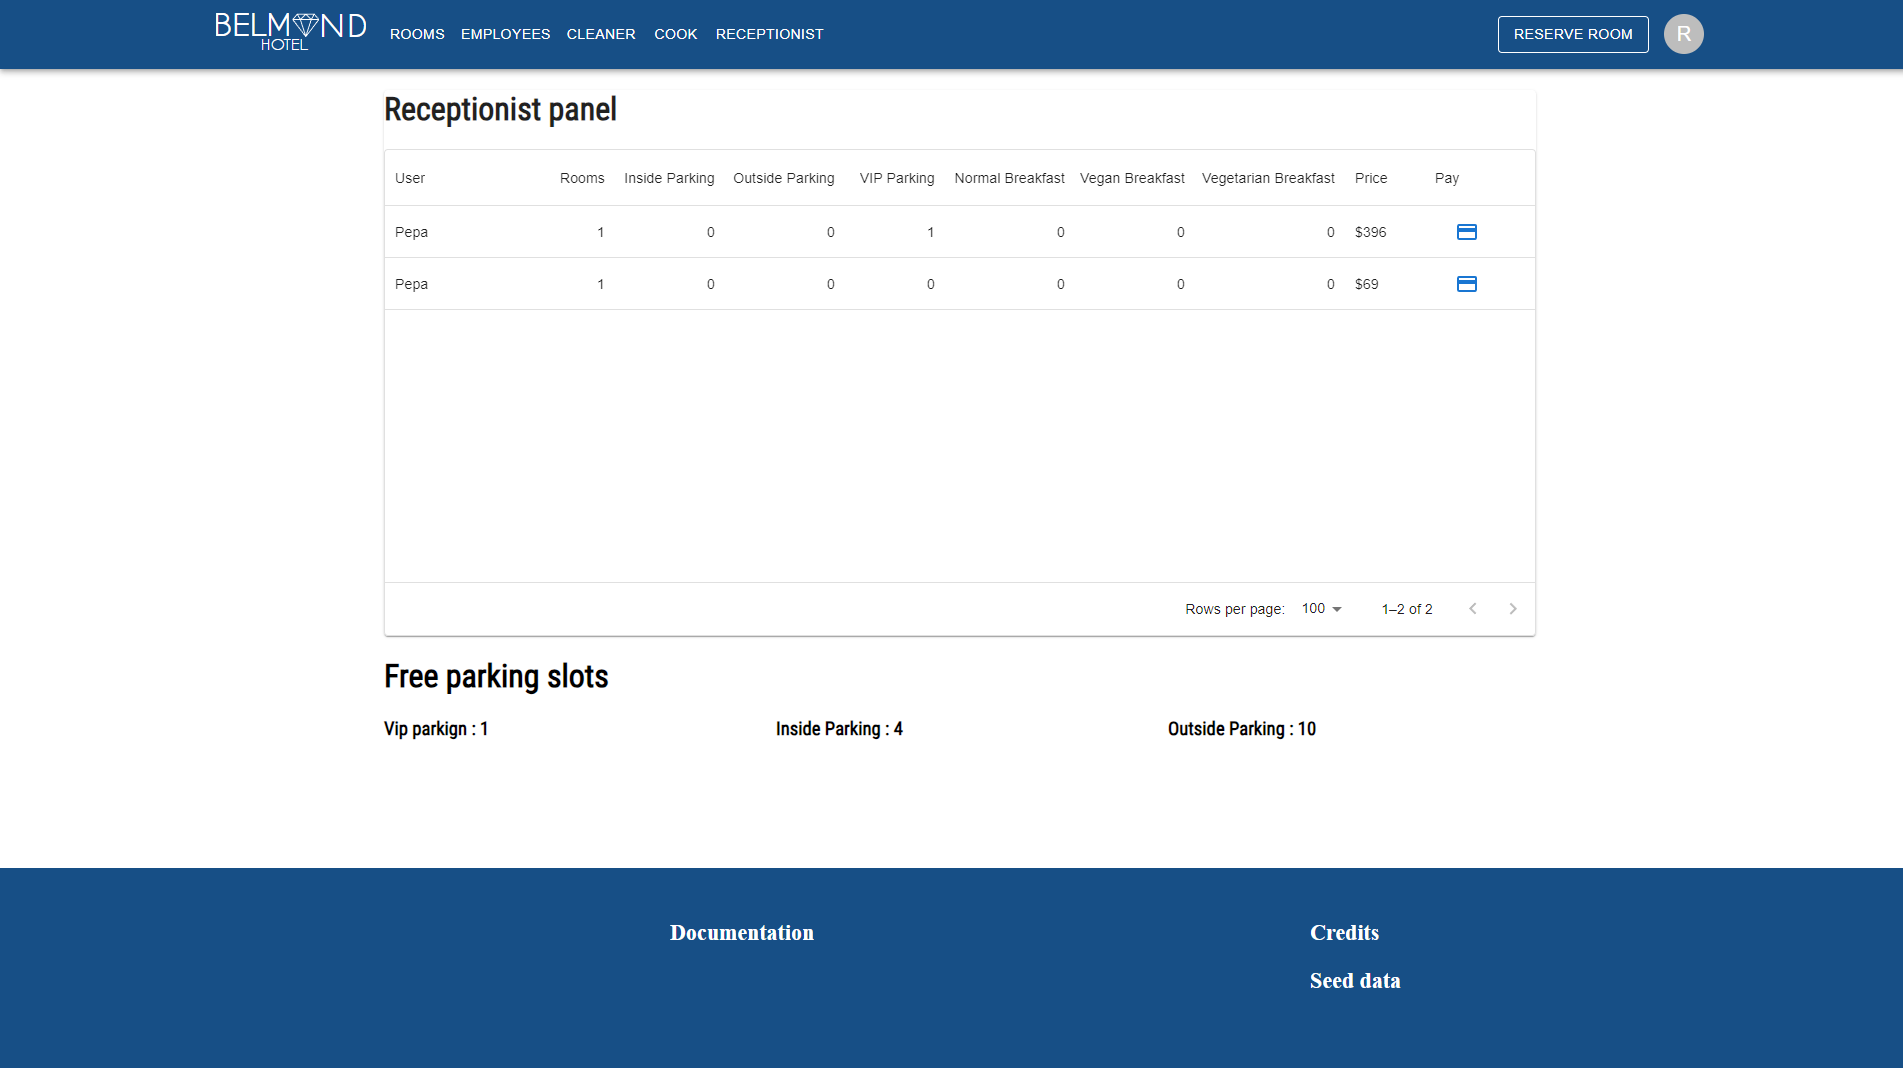 BELMOND
HOTEL
ROOMS EMPLOYEES CLEANER COOK RECEPTIONIST RESERVE ROOM R
Receptionist panel
User Rooms Inside Parking Outside Parking VIP Parking Normal Breakfast Vegan Breakfast Vegetarian Breakfast Price Pay
Pepa 1 0 0 1 0 0 0 $396
Pepa 1 0 0 0 0 0 0 $69
Rows per page: 100 1–2 of 2
Free parking slots
Vip parkign : 1 Inside Parking : 4 Outside Parking : 10
Documentation Credits
Seed data